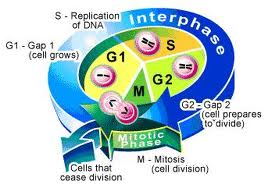 S - Replication
of DNA
Interphase
G1 - Gap 1
(cell grows)
G1
S
G2
M
G2 - Gap 2
(cell prepares
to divide)
Mitotic
Phase
Cells that
cease division
M - Mitosis
(cell division)